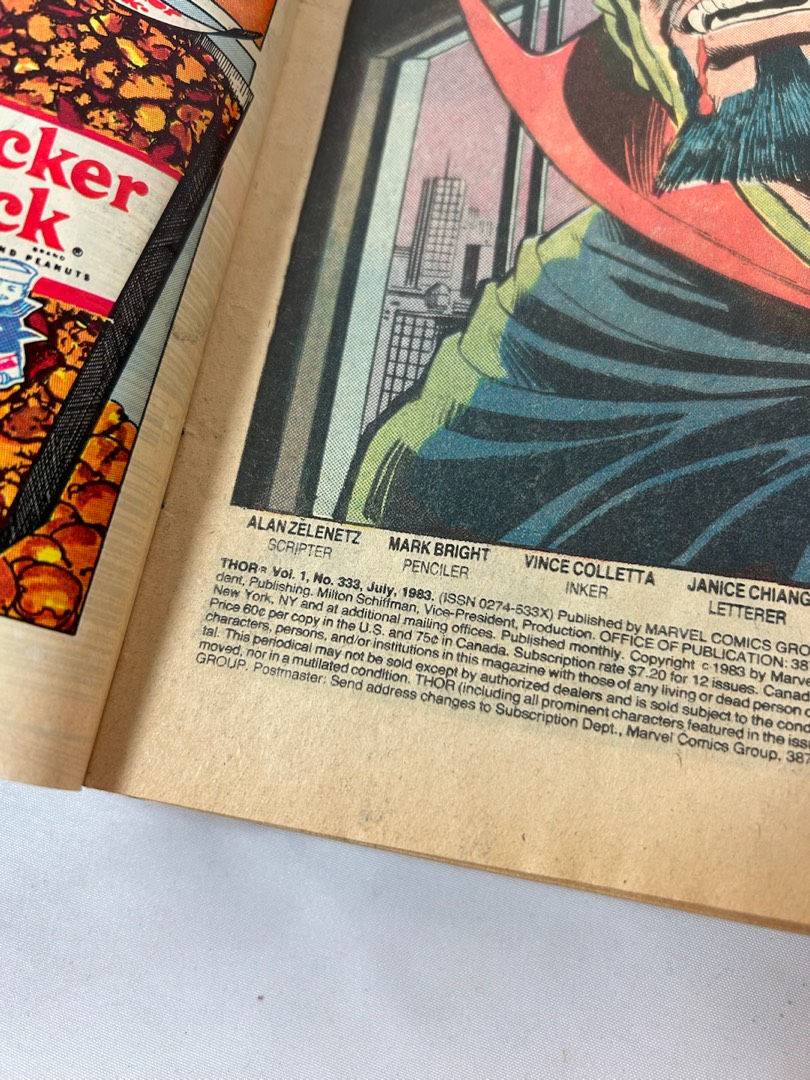 cker
ck®
BRAND
ND PEANUTS
ALAN ZELENETZ
SCRIPTER
MARK BRIGHT
PENCILER
VINCE COLLETTA
INKER
JANICE CHIANG
LETTERER
THOR® Vol. 1, No. 333, July, 1983. (ISSN 0274-533X) Published by MARVEL COMICS GRO
dent, Publishing. Milton Schiffman, Vice-President, Production. OFFICE OF PUBLICATION: 387
New York, NY and at additional mailing offices. Published monthly. Copyright © 1983 by Marve
Price 60¢ per copy in the U.S. and 75¢ in Canada. Subscription rate $7.20 for 12 issues. Canad
characters, persons, and/or institutions in this magazine with those of any living or dead person o
tal. This periodical may not be sold except by authorized dealers and is sold subject to the cond
moved, nor in a mutilated condition. THOR (including all prominent characters featured in the iss
GROUP. Postmaster: Send address changes to Subscription Dept., Marvel Comics Group, 387